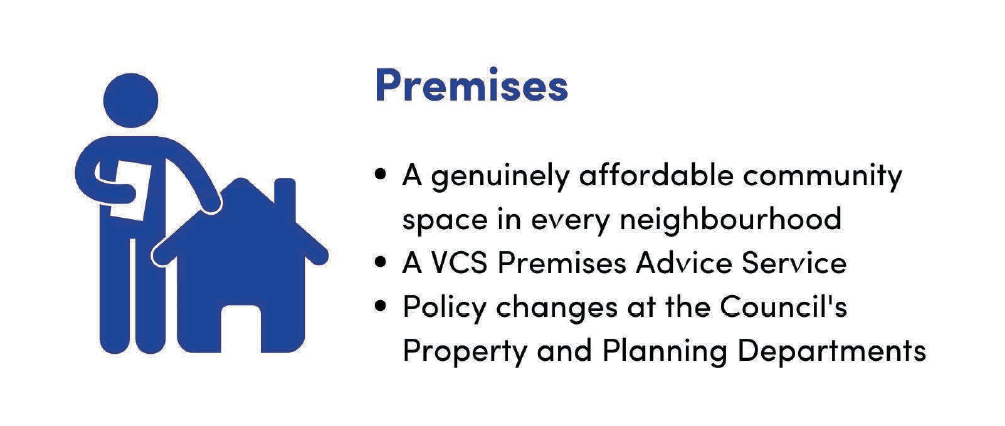 Premises
• A genuinely affordable community
space in every neighbourhood
• A VCS Premises Advice Service
• Policy changes at the Council's
Property and Planning Departments